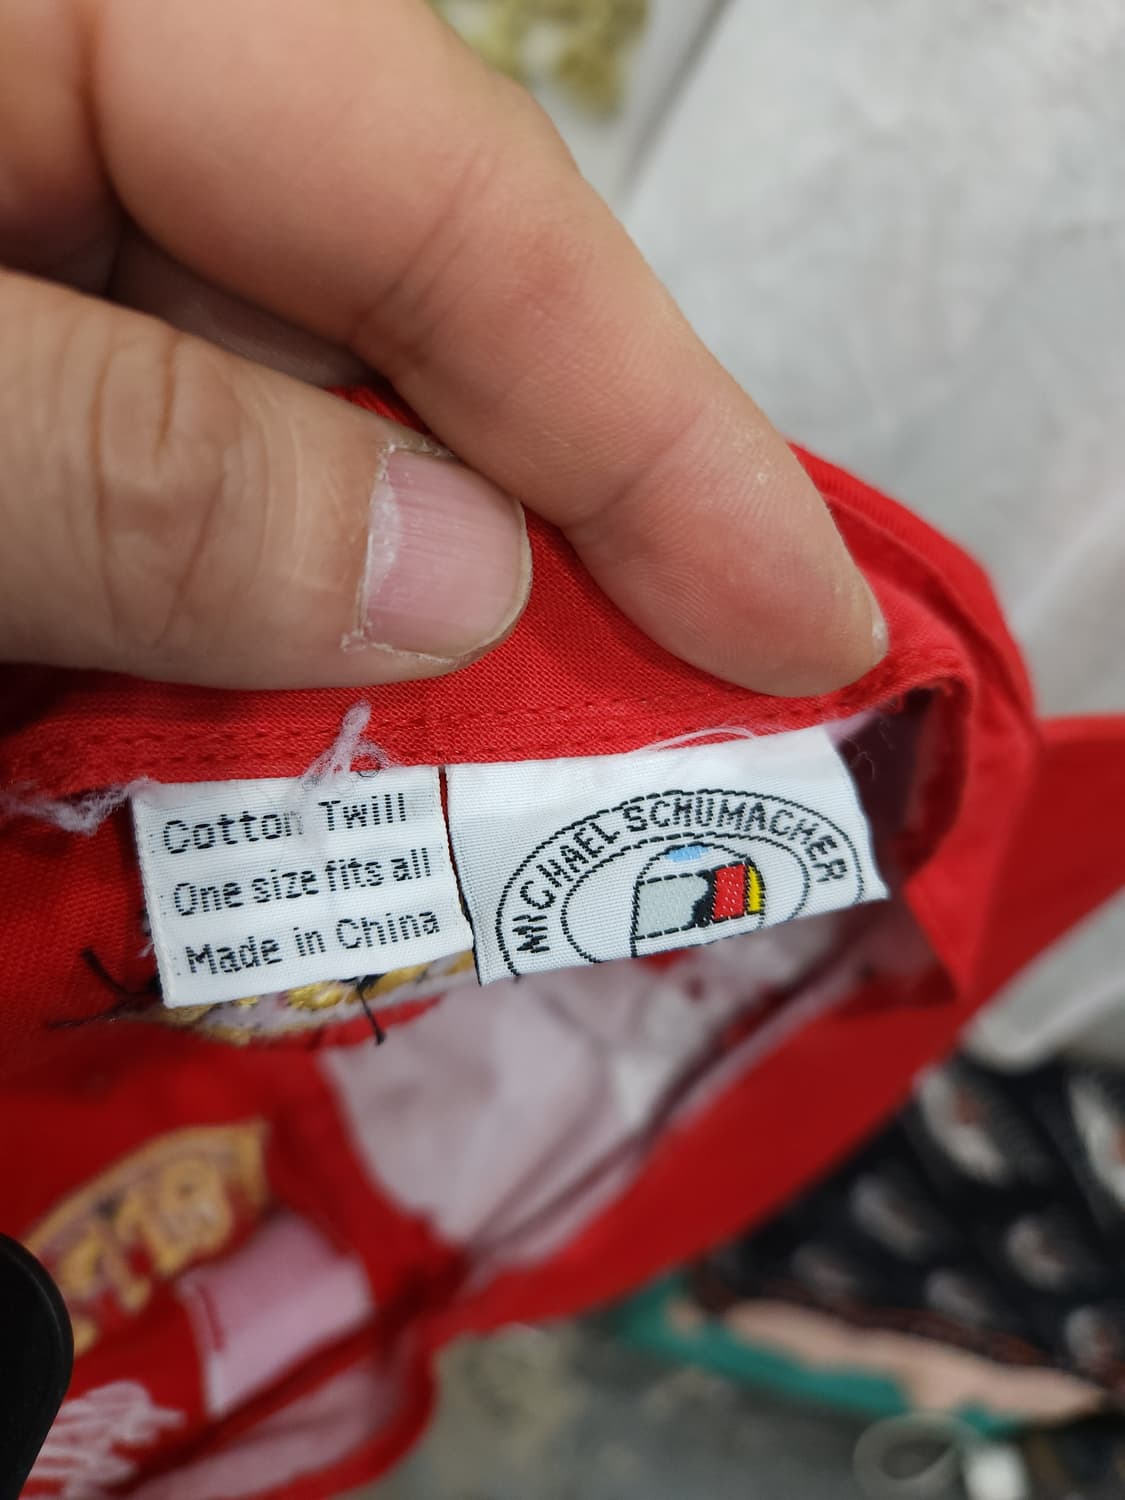 Cotton Twill
One size fits all
Made in China
MICHAEL SCHUMACHER